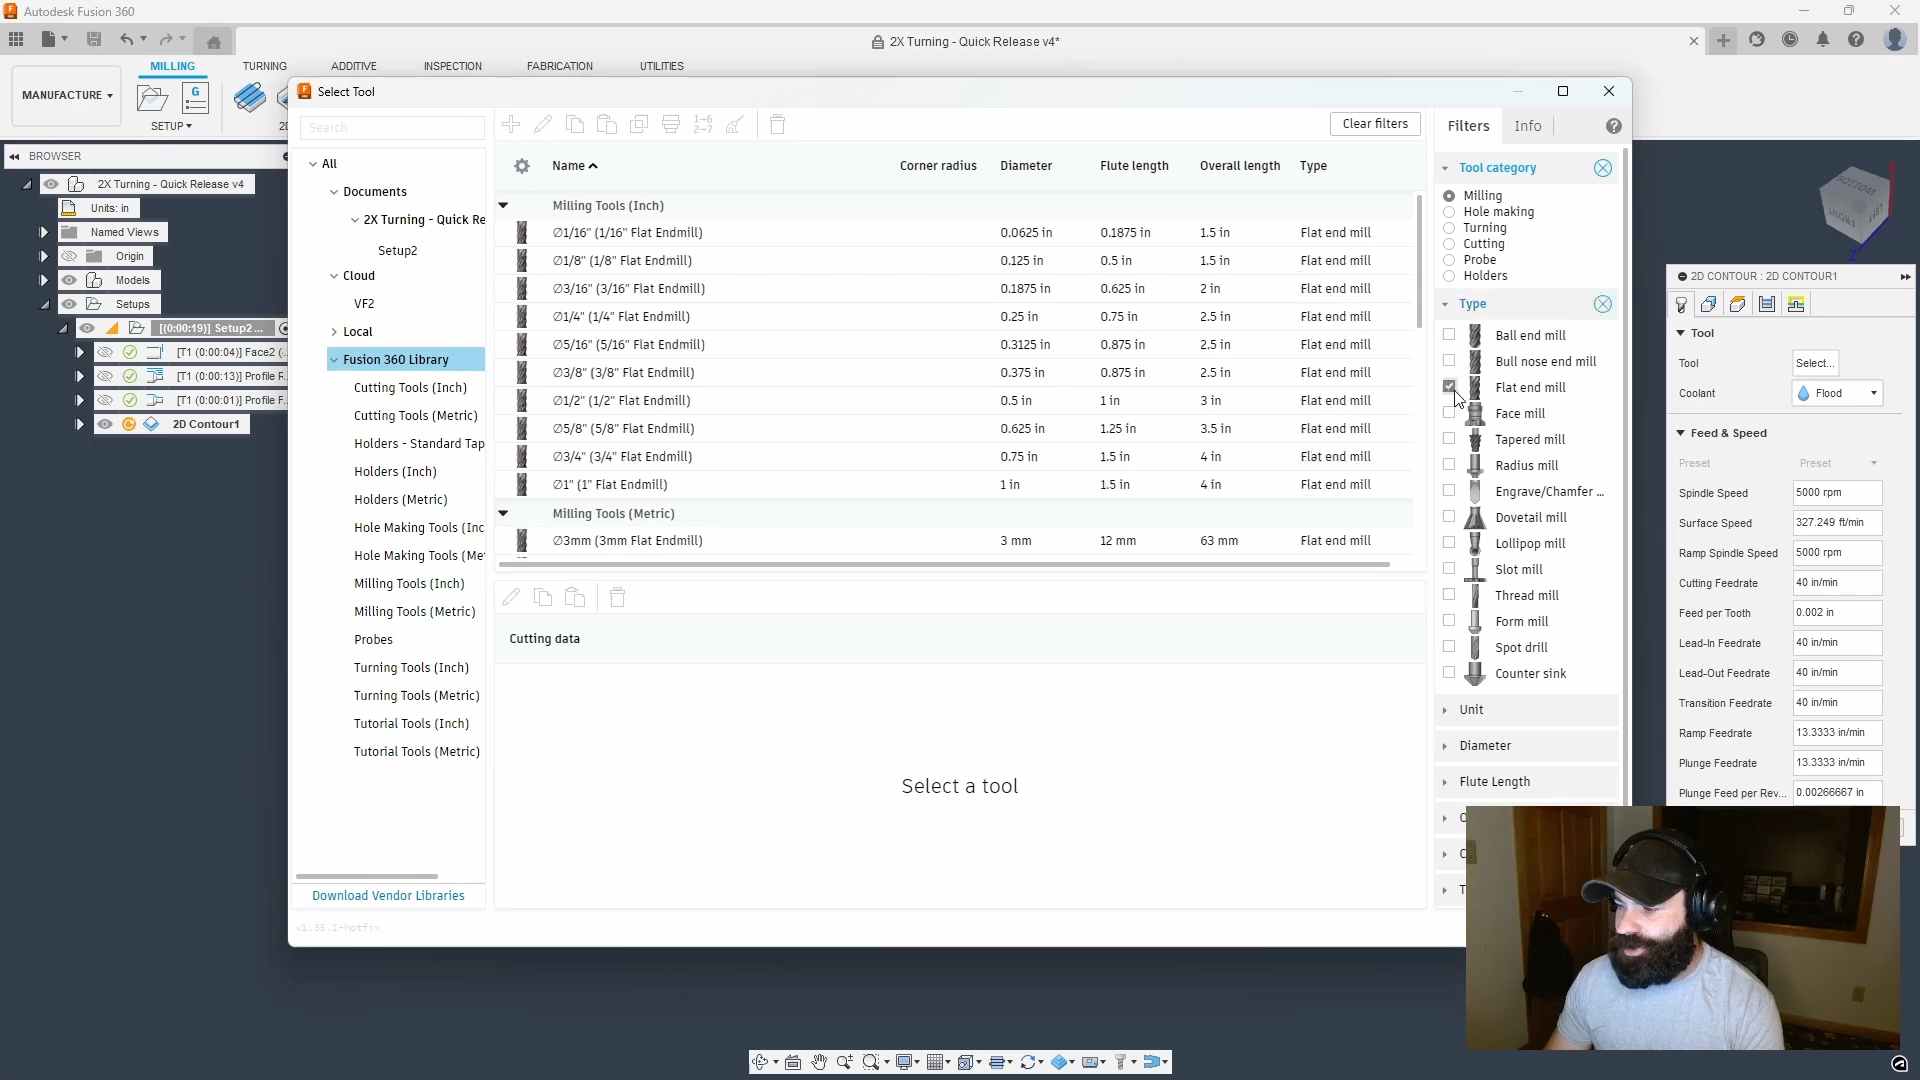 Autodesk Fusion 360
2X Turning - Quick Release v4*
MILLING
TURNING
ADDITIVE
INSPECTION
FABRICATION
UTILITIES
MANUFACTURE
G
SETUP
2D
BROWSER
2X Turning - Quick Release v4
Units: in
Named Views
Origin
Models
Setups
[(0:00:19)] Setup2 ...
[T1 (0:00:04)] Face2 (.
[T1 (0:00:13)] Profile R.
[T1 (0:00:01)] Profile F.
2D Contour1
Select Tool
Search
All
Documents
2X Turning - Quick Re
Setup2
Cloud
VF2
Local
Fusion 360 Library
Cutting Tools (Inch)
Cutting Tools (Metric)
Holders - Standard Tap
Holders (Inch)
Holders (Metric)
Hole Making Tools (Inc
Hole Making Tools (Me
Milling Tools (Inch)
Milling Tools (Metric)
Probes
Turning Tools (Inch)
Turning Tools (Metric)
Tutorial Tools (Inch)
Tutorial Tools (Metric)
Download Vendor Libraries
v1.85.1-hotfix
1→6
2→7
Clear filters
Name Corner radius Diameter Flute length Overall length Type
Milling Tools (Inch)
Ø1/16" (1/16" Flat Endmill) 0.0625 in 0.1875 in 1.5 in Flat end mill
Ø1/8" (1/8" Flat Endmill) 0.125 in 0.5 in 1.5 in Flat end mill
Ø3/16" (3/16" Flat Endmill) 0.1875 in 0.625 in 2 in Flat end mill
Ø1/4" (1/4" Flat Endmill) 0.25 in 0.75 in 2.5 in Flat end mill
Ø5/16" (5/16" Flat Endmill) 0.3125 in 0.875 in 2.5 in Flat end mill
Ø3/8" (3/8" Flat Endmill) 0.375 in 0.875 in 2.5 in Flat end mill
Ø1/2" (1/2" Flat Endmill) 0.5 in 1 in 3 in Flat end mill
Ø5/8" (5/8" Flat Endmill) 0.625 in 1.25 in 3.5 in Flat end mill
Ø3/4" (3/4" Flat Endmill) 0.75 in 1.5 in 4 in Flat end mill
Ø1" (1" Flat Endmill) 1 in 1.5 in 4 in Flat end mill
Milling Tools (Metric)
Ø3mm (3mm Flat Endmill) 3 mm 12 mm 63 mm Flat end mill
Cutting data
Select a tool
Filters
Info
Tool category
Milling
Hole making
Turning
Cutting
Probe
Holders
Type
Ball end mill
Bull nose end mill
Flat end mill
Face mill
Tapered mill
Radius mill
Engrave/Chamfer ...
Dovetail mill
Lollipop mill
Slot mill
Thread mill
Form mill
Spot drill
Counter sink
Unit
Diameter
Flute Length
O
C
T
BOTTOM
FRONT
LEFT
Z
2D CONTOUR : 2D CONTOUR1
Tool
Tool Select...
Coolant Flood
Feed & Speed
Preset Preset
Spindle Speed 5000 rpm
Surface Speed 327.249 ft/min
Ramp Spindle Speed 5000 rpm
Cutting Feedrate 40 in/min
Feed per Tooth 0.002 in
Lead-In Feedrate 40 in/min
Lead-Out Feedrate 40 in/min
Transition Feedrate 40 in/min
Ramp Feedrate 13.3333 in/min
Plunge Feedrate 13.3333 in/min
Plunge Feed per Rev... 0.00266667 in